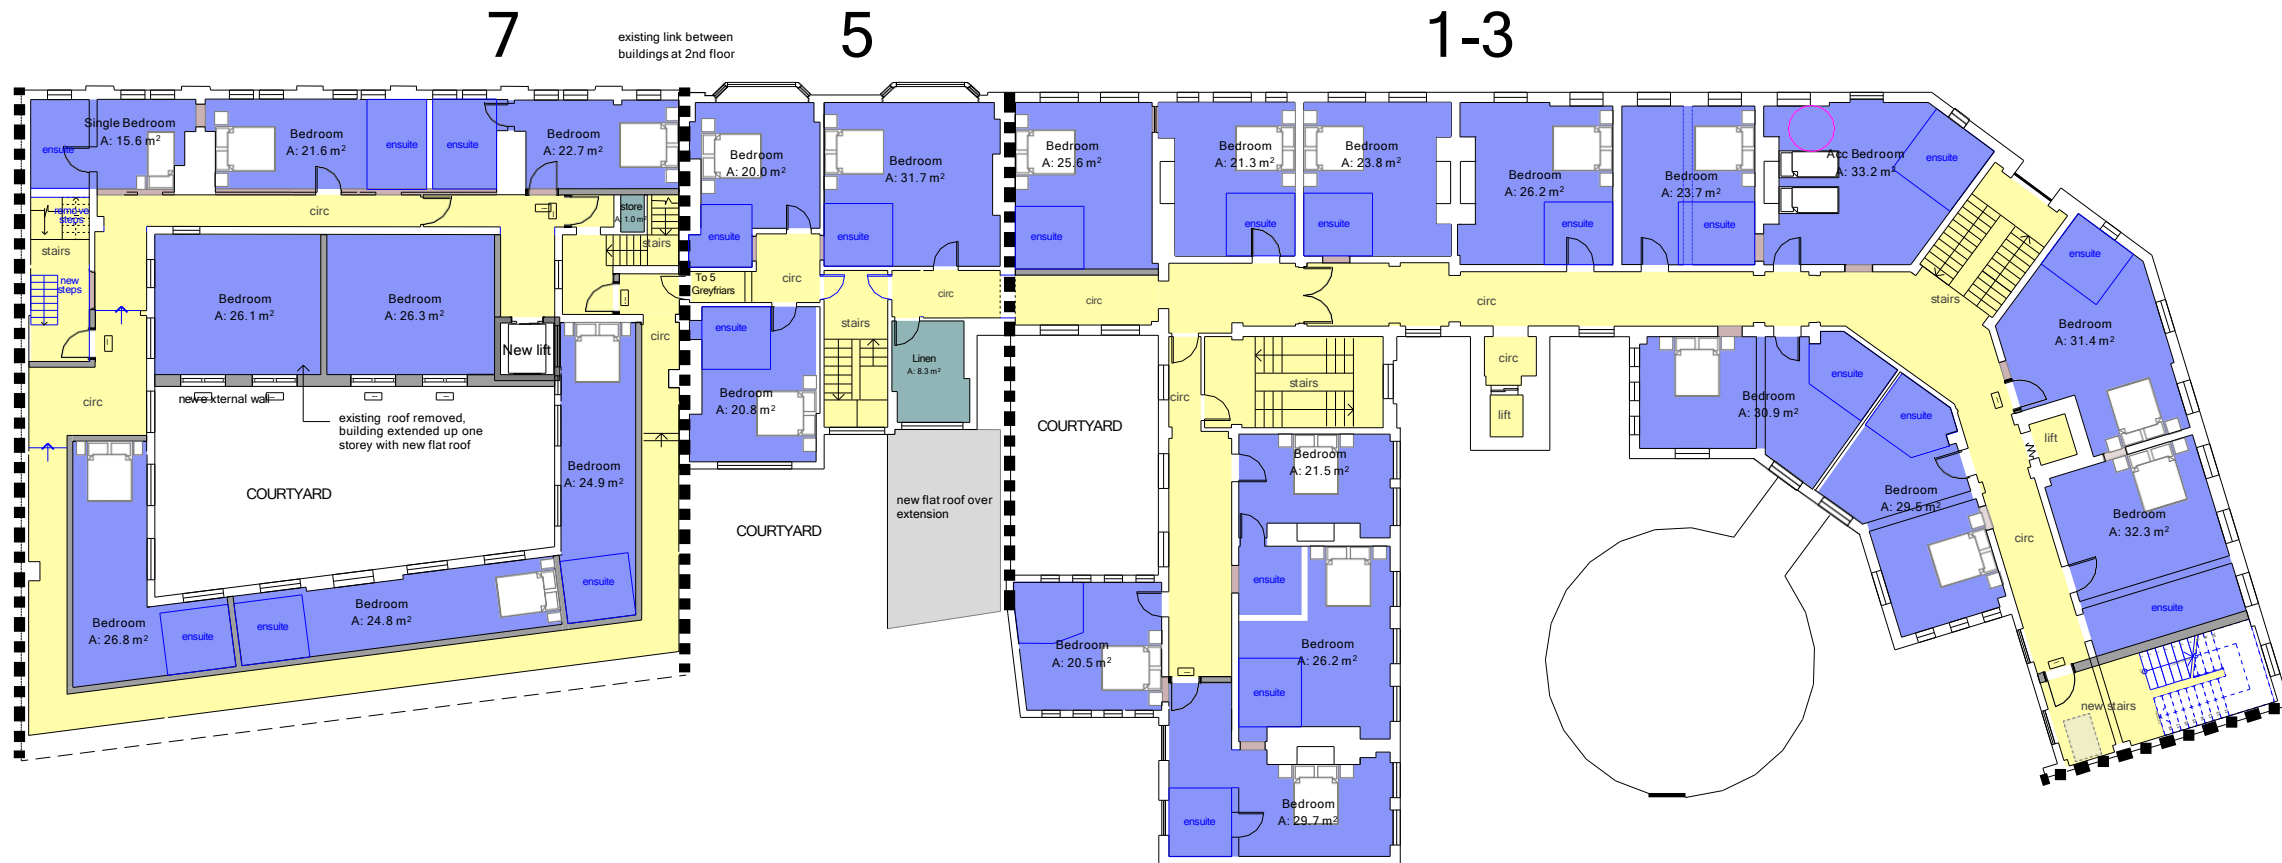 7
existing link between
buildings at 2nd floor
5
1-3
Single Bedroom
A: 15.6 m²
ensuite
Bedroom
A: 21.6 m²
ensuite
ensuite
Bedroom
A: 22.7 m²
Bedroom
A: 20.0 m²
ensuite
Bedroom
A: 31.7 m²
ensuite
Bedroom
A: 25.6 m²
ensuite
Bedroom
A: 21.3 m²
ensuite
Bedroom
A: 23.8 m²
ensuite
Bedroom
A: 26.2 m²
ensuite
Bedroom
A: 23.7 m²
ensuite
Acc Bedroom
A: 33.2 m²
ensuite
remove
steps
stairs
new
steps
circ
store
A: 1.0 m²
stairs
To 5
Greyfriars
circ
circ
circ
circ
stairs
ensuite
Bedroom
A: 31.4 m²
Bedroom
A: 26.1 m²
Bedroom
A: 26.3 m²
New lift
circ
ensuite
Bedroom
A: 20.8 m²
stairs
Linen
A: 8.3 m²
circ
stairs
circ
lift
Bedroom
A: 30.9 m²
ensuite
ensuite
Bedroom
A: 29.5 m²
lift
circ
new external wall
existing roof removed,
building extended up one
storey with new flat roof
COURTYARD
Bedroom
A: 24.9 m²
ensuite
Bedroom
A: 26.8 m²
ensuite
ensuite
Bedroom
A: 24.8 m²
COURTYARD
new flat roof over
extension
COURTYARD
Bedroom
A: 21.5 m²
ensuite
Bedroom
A: 26.2 m²
ensuite
Bedroom
A: 20.5 m²
ensuite
Bedroom
A: 29.7 m²
Bedroom
A: 32.3 m²
circ
ensuite
new stairs